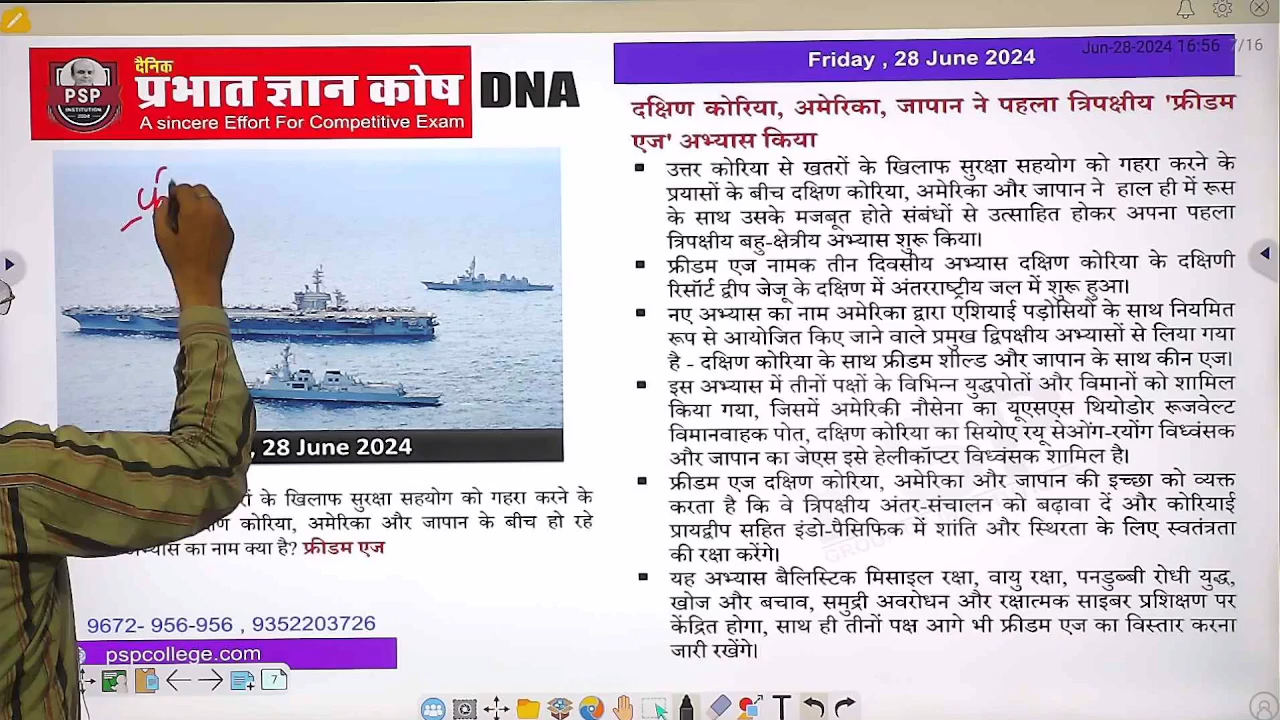 Jun-28-2024 16:56 7/16
PSP
INSTITUTION
दैनिक
प्रभात ज्ञान कोष DNA
A sincere Effort For Competitive Exam
Friday , 28 June 2024
दक्षिण कोरिया, अमेरिका, जापान ने पहला त्रिपक्षीय 'फ्रीडम
एज' अभ्यास किया
उत्तर कोरिया से खतरों के खिलाफ सुरक्षा सहयोग को गहरा करने के
प्रयासों के बीच दक्षिण कोरिया, अमेरिका और जापान ने हाल ही में रूस
के साथ उसके मजबूत होते संबंधों से उत्साहित होकर अपना पहला
त्रिपक्षीय बहु-क्षेत्रीय अभ्यास शुरू किया।
फ्रीडम एज नामक तीन दिवसीय अभ्यास दक्षिण कोरिया के दक्षिणी
रिसॉर्ट द्वीप जेजू के दक्षिण में अंतरराष्ट्रीय जल में शुरू हुआ।
नए अभ्यास का नाम अमेरिका द्वारा एशियाई पड़ोसियों के साथ नियमित
रूप से आयोजित किए जाने वाले प्रमुख द्विपक्षीय अभ्यासों से लिया गया
है - दक्षिण कोरिया के साथ फ्रीडम शील्ड और जापान के साथ कीन एज।
इस अभ्यास में तीनों पक्षों के विभिन्न युद्धपोतों और विमानों को शामिल
किया गया, जिसमें अमेरिकी नौसेना का यूएसएस थियोडोर रूजवेल्ट
विमानवाहक पोत, दक्षिण कोरिया का सियोए रयू सेओंग-रयोंग विध्वंसक
और जापान का जेएस इसे हेलीकॉप्टर विध्वंसक शामिल है।
फ्रीडम एज दक्षिण कोरिया, अमेरिका और जापान की इच्छा को व्यक्त
करता है कि वे त्रिपक्षीय अंतर-संचालन को बढ़ावा दें और कोरियाई
प्रायद्वीप सहित इंडो-पैसिफिक में शांति और स्थिरता के लिए स्वतंत्रता
की रक्षा करेंगे।
यह अभ्यास बैलिस्टिक मिसाइल रक्षा, वायु रक्षा, पनडुब्बी रोधी युद्ध,
खोज और बचाव, समुद्री अवरोधन और रक्षात्मक साइबर प्रशिक्षण पर
केंद्रित होगा, साथ ही तीनों पक्ष आगे भी फ्रीडम एज का विस्तार करना
जारी रखेंगे।
, 28 June 2024
के खिलाफ सुरक्षा सहयोग को गहरा करने के
कोरिया, अमेरिका और जापान के बीच हो रहे
का नाम क्या है? फ्रीडम एज
9672- 956-956 , 9352203726
pspcollege.com
7